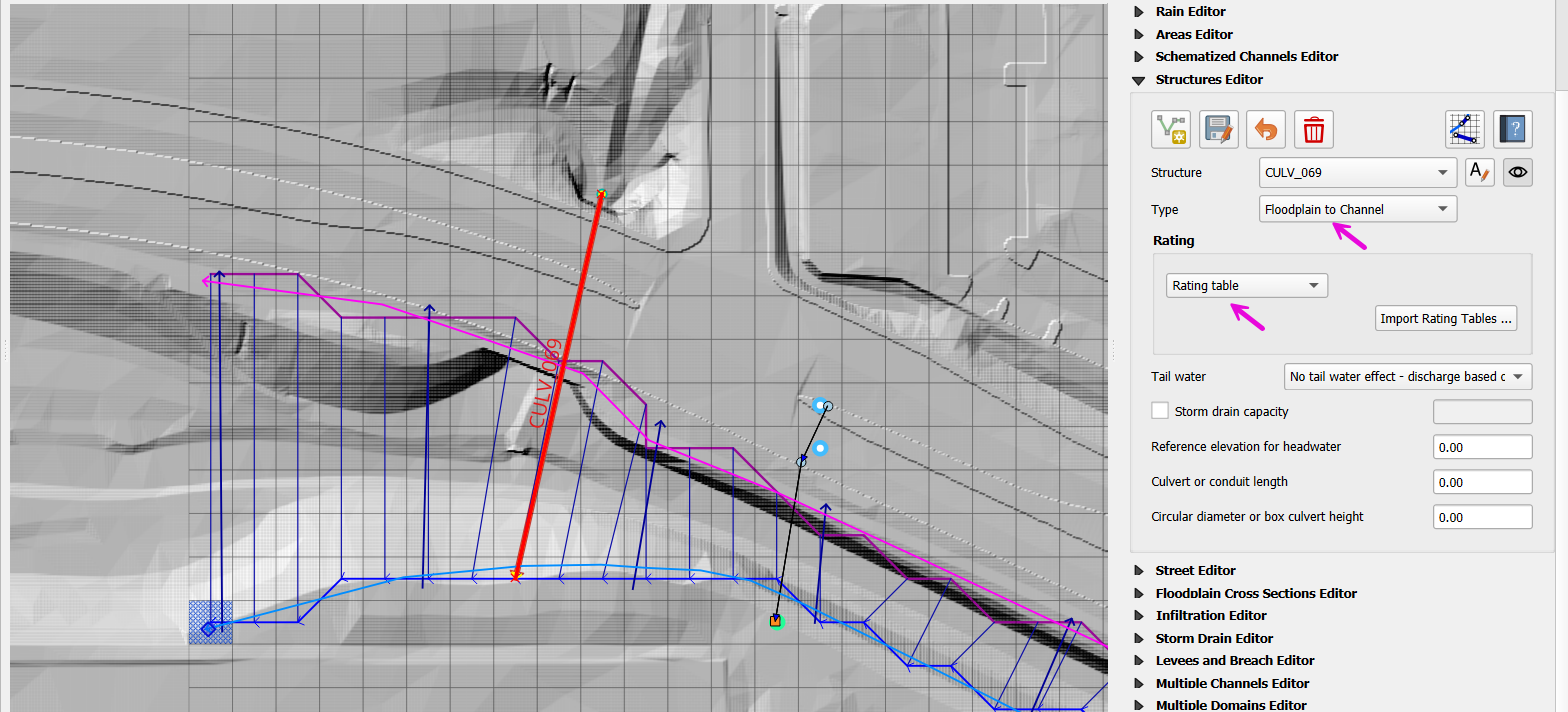 Rain Editor
Areas Editor
Schematized Channels Editor
Structures Editor
?
Structure CULV_069 A
Type Floodplain to Channel
Rating
Rating table
Import Rating Tables ...
Tail water No tail water effect - discharge based c
Storm drain capacity
Reference elevation for headwater 0.00
Culvert or conduit length 0.00
Circular diameter or box culvert height 0.00
Street Editor
Floodplain Cross Sections Editor
Infiltration Editor
Storm Drain Editor
Levees and Breach Editor
Multiple Channels Editor
Multiple Domains Editor
CULV_069